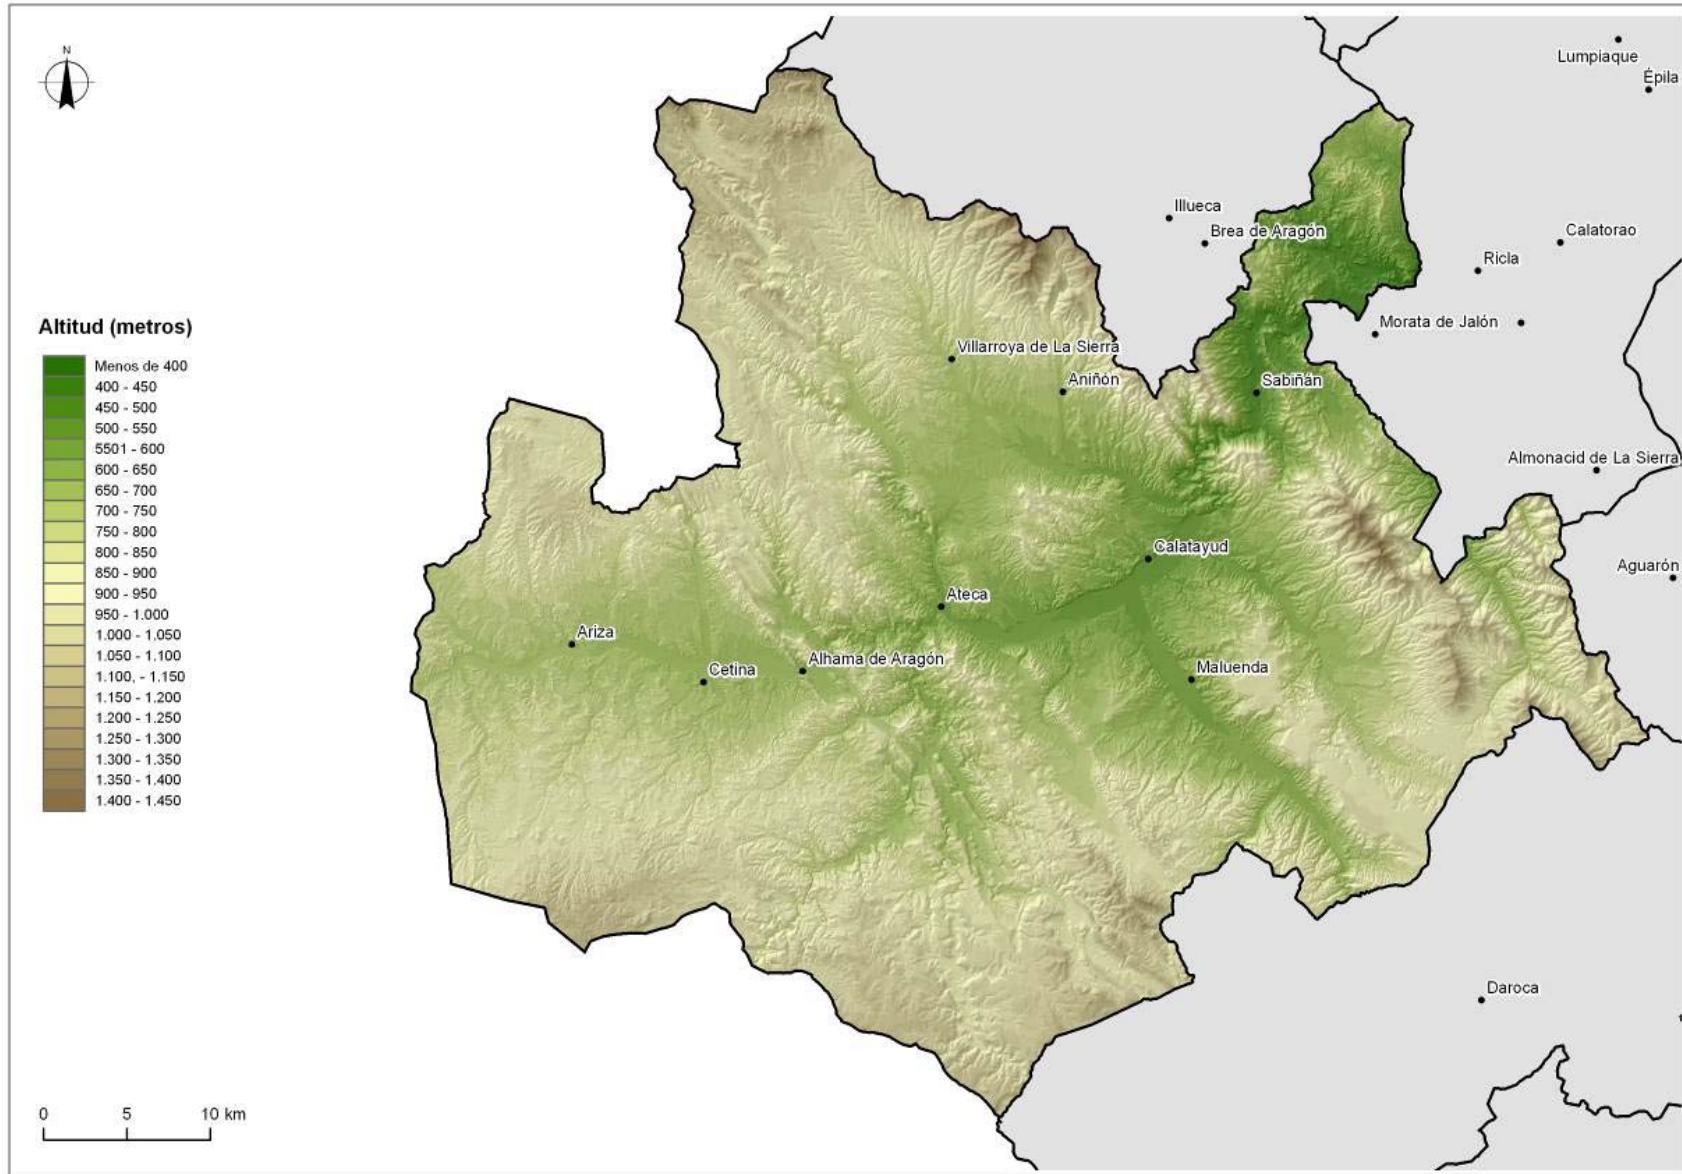 N
Lumpiaque
Épila
Illueca
Brea de Aragón
Calatorao
Ricla
Morata de Jalón
Altitud (metros)
Menos de 400
400 - 450
450 - 500
500 - 550
5501 - 600
600 - 650
650 - 700
700 - 750
750 - 800
800 - 850
850 - 900
900 - 950
950 - 1.000
1.000 - 1.050
1.050 - 1.100
1.100, - 1.150
1.150 - 1.200
1.200 - 1.250
1.250 - 1.300
1.300 - 1.350
1.350 - 1.400
1.400 - 1.450
Villarroya de La Sierra
Aniñón
Sabiñán
Almonacid de La Sierra
Calatayud
Aguarón
Ateca
Ariza
Cetina
Alhama de Aragón
Maluenda
Daroca
0 5 10 km